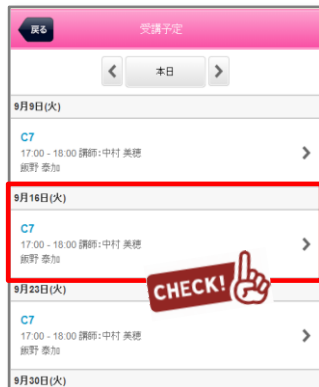 戻る
受講予定
本日
9月9日(火)
C7
17:00 - 18:00 講師:中村 美穂
飯野 泰加
9月16日(火)
C7
17:00 - 18:00 講師:中村 美穂
飯野 泰加
CHECK!
9月23日(火)
C7
17:00 - 18:00 講師:中村 美穂
飯野 泰加
9月30日(火)